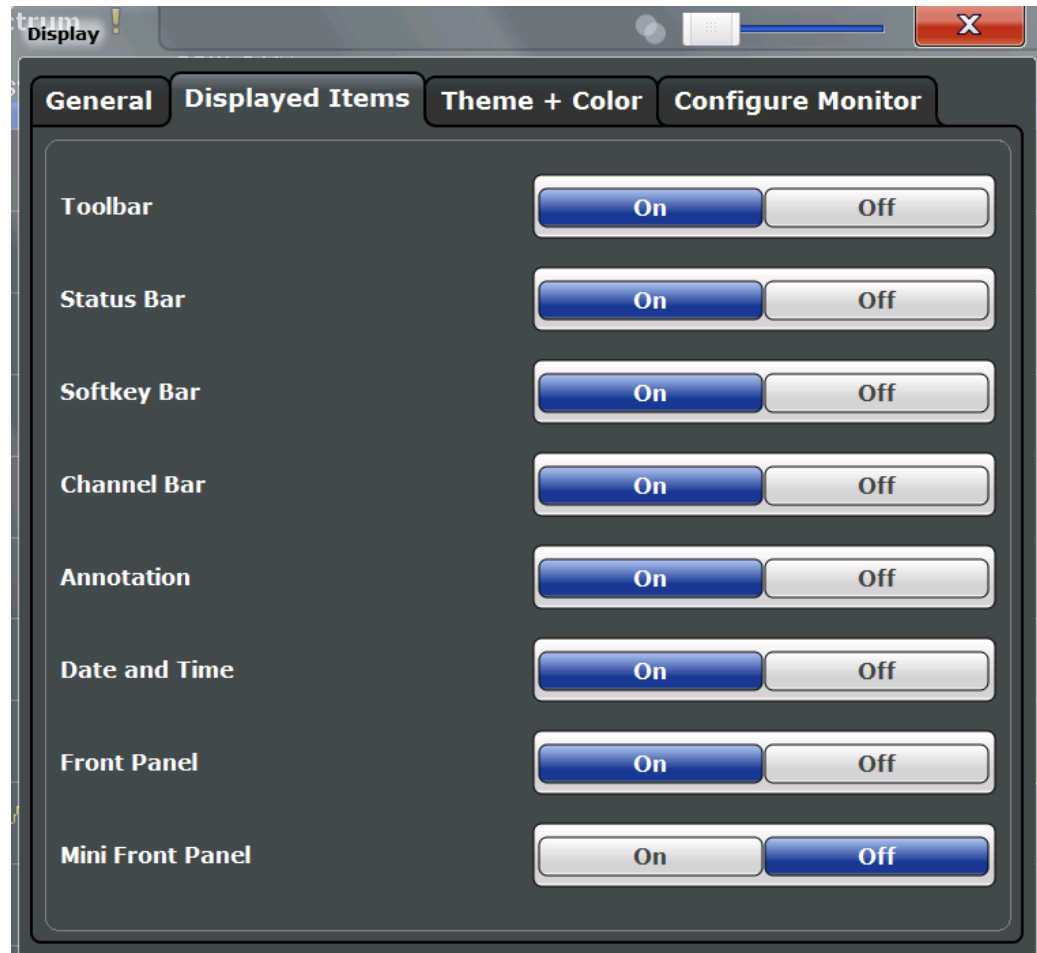 ctrum !
Display
X
General Displayed Items Theme + Color Configure Monitor
Toolbar On Off
Status Bar On Off
Softkey Bar On Off
Channel Bar On Off
Annotation On Off
Date and Time On Off
Front Panel On Off
Mini Front Panel On Off